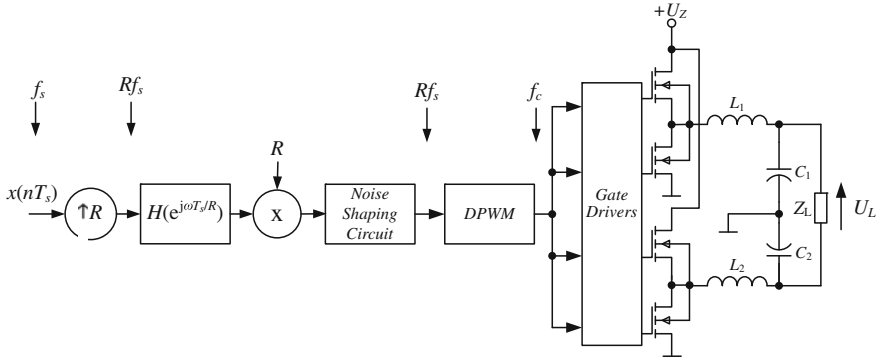 +U_Z
f_s
Rf_s
Rf_s
f_c
R
x(nT_s)
↑R
H(e^{jωT_s/R})
x
Noise
Shaping
Circuit
DPWM
Gate
Drivers
L_1
C_1
Z_L
U_L
L_2
C_2